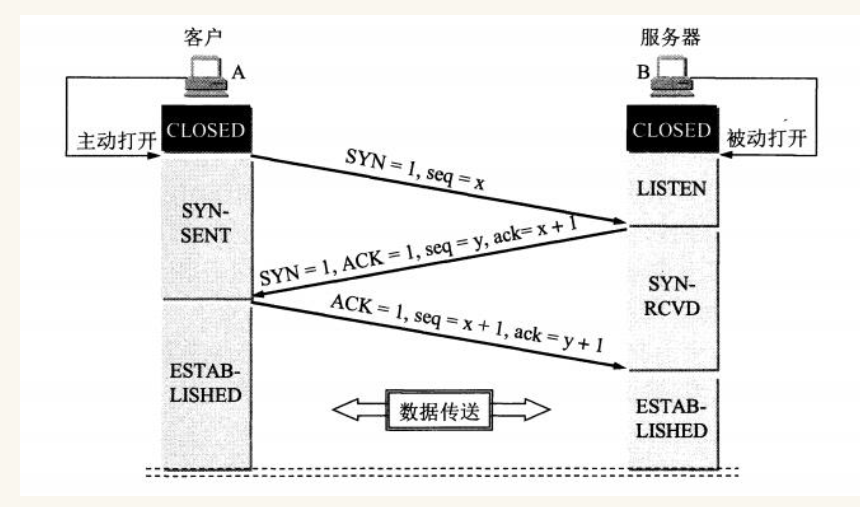 客户
服务器
A
B
CLOSED
CLOSED
主动打开
被动打开
SYN = 1, seq = x
LISTEN
SYN-
SENT
SYN = 1, ACK = 1, seq = y, ack= x + 1
SYN-
RCVD
ACK = 1, seq = x + 1, ack = y + 1
ESTAB-
LISHED
数据传送
ESTAB-
LISHED